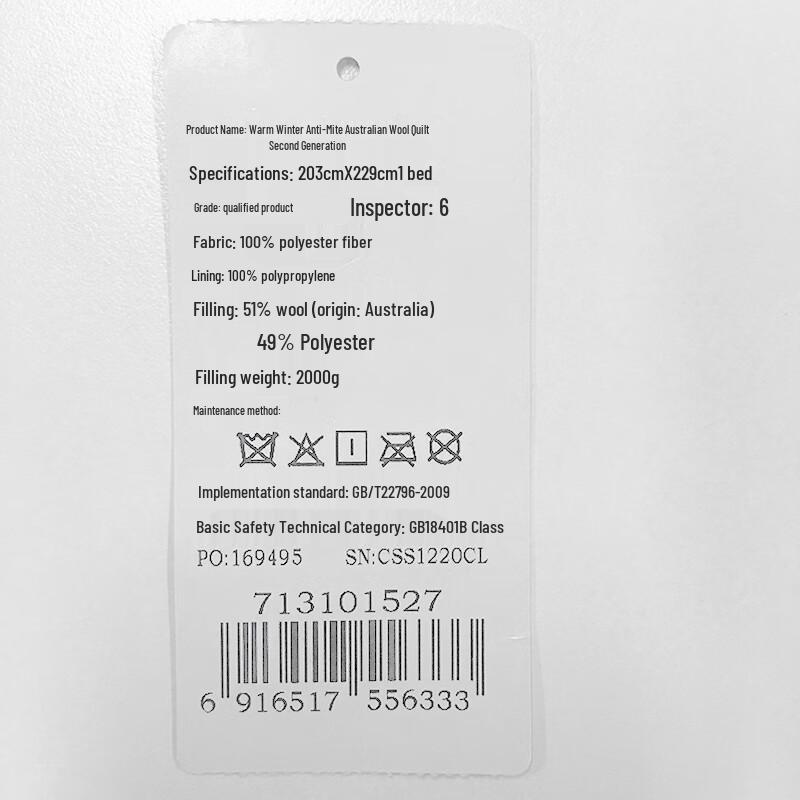 Product Name: Warm Winter Anti-Mite Australian Wool Quilt
Second Generation
Specifications: 203cmX229cm1 bed
Grade: qualified product Inspector: 6
Fabric: 100% polyester fiber
Lining: 100% polypropylene
Filling: 51% wool (origin: Australia)
49% Polyester
Filling weight: 2000g
Maintenance method:
Implementation standard: GB/T22796-2009
Basic Safety Technical Category: GB18401B Class
PO:169495 SN:CSS1220CL
713101527
6 916517 556333